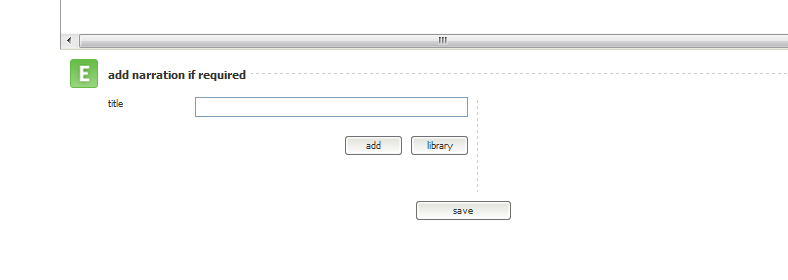 E add narration if required
title
add library
save